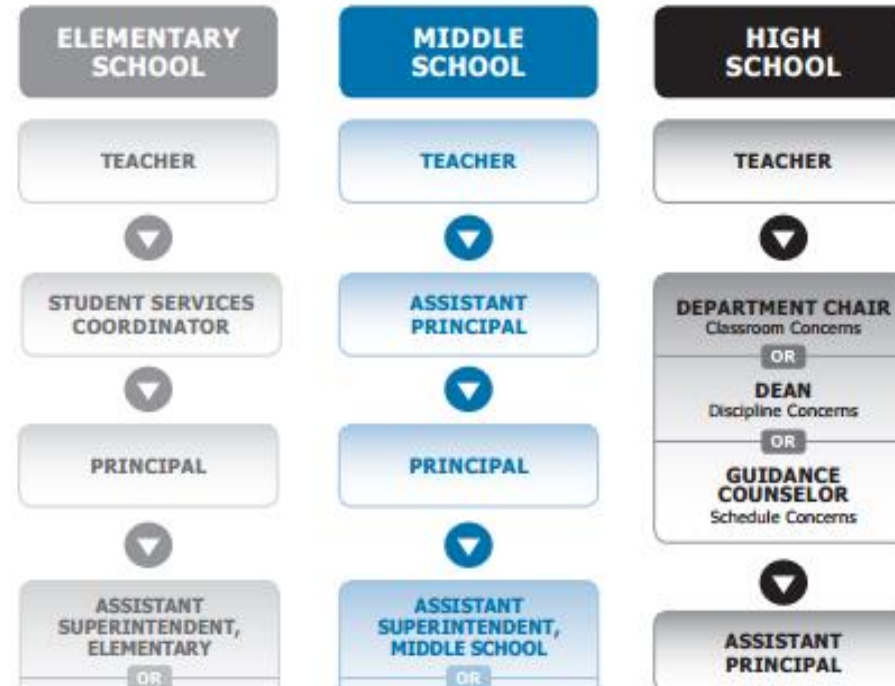 ELEMENTARY
SCHOOL
TEACHER
STUDENT SERVICES
COORDINATOR
PRINCIPAL
ASSISTANT
SUPERINTENDENT,
ELEMENTARY
OR
MIDDLE
SCHOOL
TEACHER
ASSISTANT
PRINCIPAL
PRINCIPAL
ASSISTANT
SUPERINTENDENT,
MIDDLE SCHOOL
OR
HIGH
SCHOOL
TEACHER
DEPARTMENT CHAIR
Classroom Concerns
OR
DEAN
Discipline Concerns
OR
GUIDANCE
COUNSELOR
Schedule Concerns
ASSISTANT
PRINCIPAL